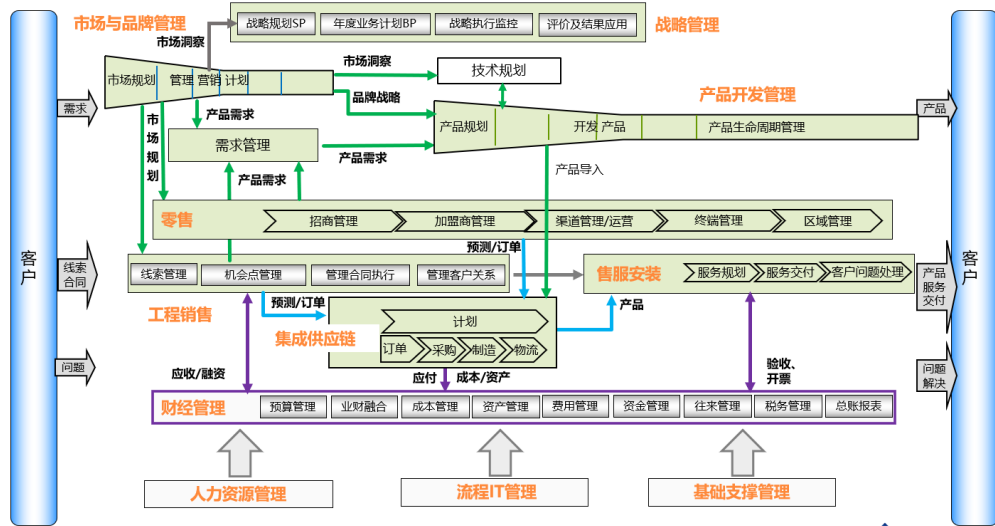 市场与品牌管理
战略规划SP
年度业务计划BP
战略执行监控
评价及结果应用
战略管理
市场洞察
市场规划
管理 营销 计划
市场洞察
技术规划
品牌战略
产品开发管理
需求
产品需求
市场规划
需求管理
产品需求
产品需求
产品规划
开发 产品
产品生命周期管理
产品
产品导入
零售
招商管理
加盟商管理
渠道管理/运营
终端管理
区域管理
预测/订单
客户
线索
合同
线索管理
机会点管理
管理合同执行
管理客户关系
售服安装
服务规划
服务交付
客户问题处理
产品
服务
交付
客户
工程销售
预测/订单
集成供应链
计划
订单
采购
制造
物流
产品
问题
应收/融资
应付
成本/资产
验收、
开票
问题
解决
财经管理
预算管理
业财融合
成本管理
资产管理
费用管理
资金管理
往来管理
税务管理
总账报表
人力资源管理
流程IT管理
基础支撑管理